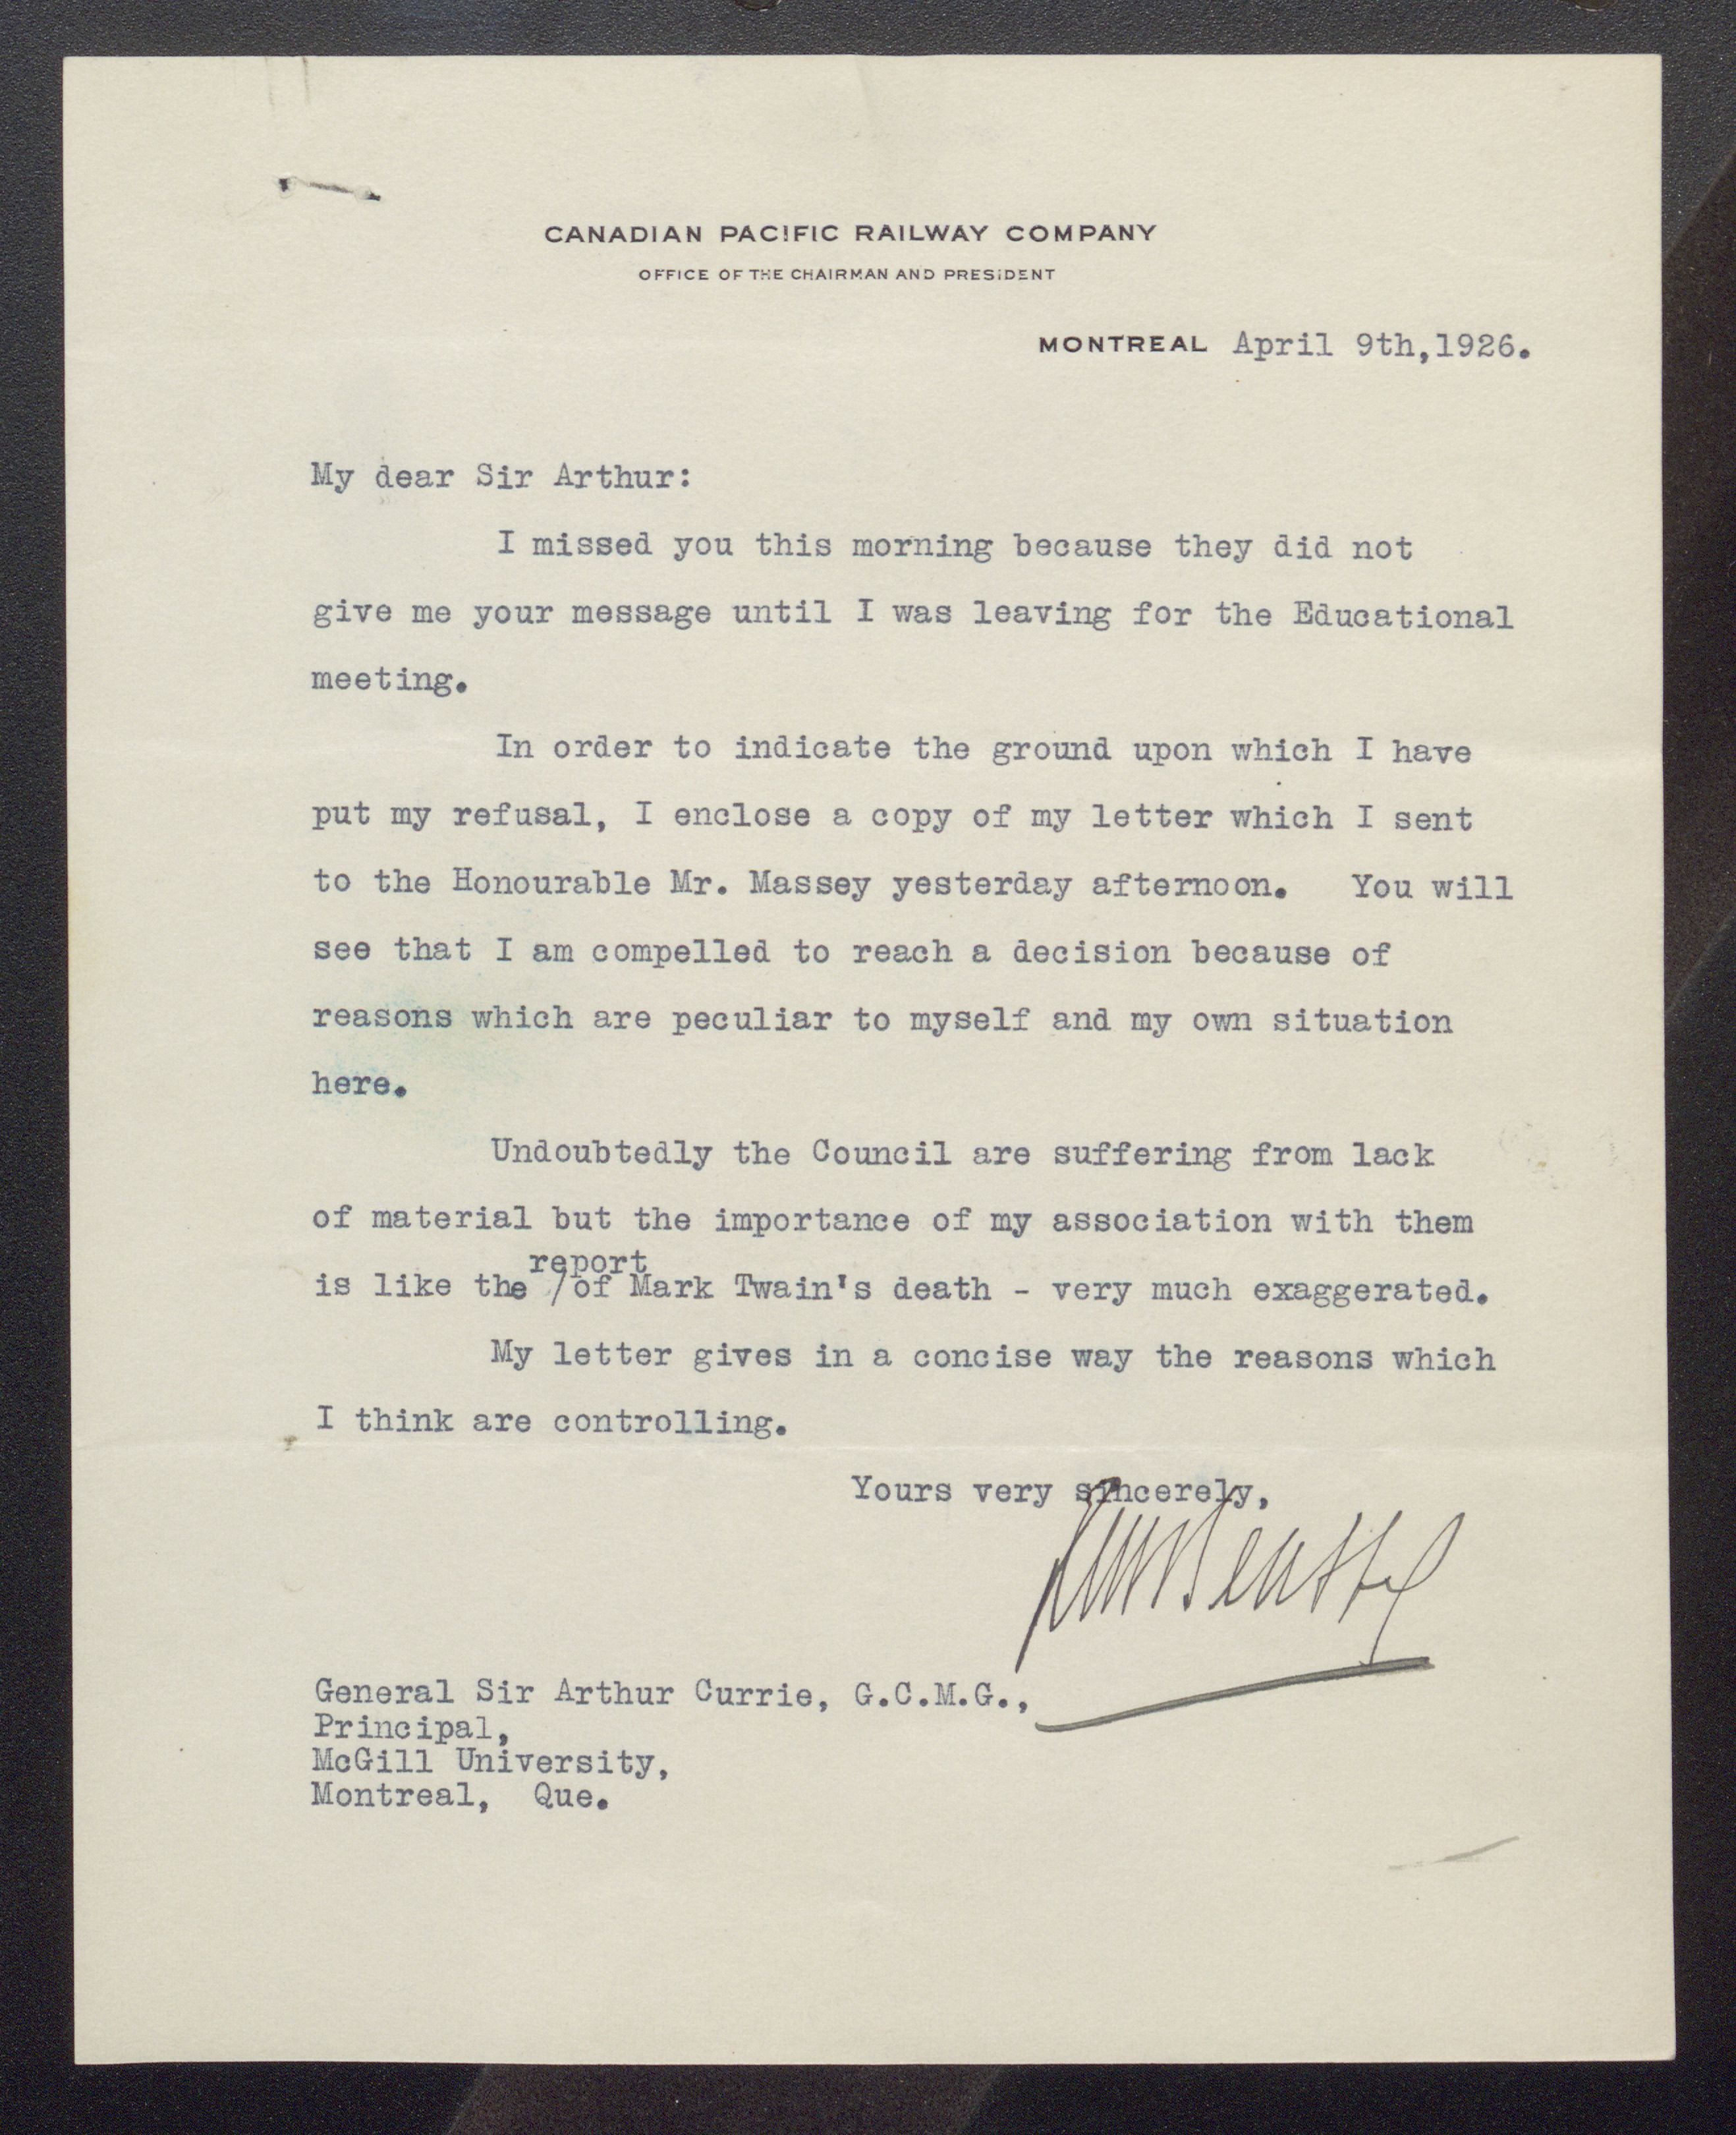 CANADIAN PACIFIC RAILWAY COMPANY
OFFICE OF THE CHAIRMAN AND PRESIDENT
MONTREAL April 9th,1926.
My dear Sir Arthur:
I missed you this morning because they did not
give me your message until I was leaving for the Educational
meeting.
In order to indicate the ground upon which I have
put my refusal, I enclose a copy of my letter which I sent
to the Honourable Mr. Massey yesterday afternoon. You will
see that I am compelled to reach a decision because of
reasons which are peculiar to myself and my own situation
here.
Undoubtedly the Council are suffering from lack
of material but the importance of my association with them
report
is like the /of Mark Twain's death - very much exaggerated.
My letter gives in a concise way the reasons which
I think are controlling.
Yours very sincerely,
General Sir Arthur Currie, G.C.M.G.,
Principal,
McGill University,
Montreal, Que.